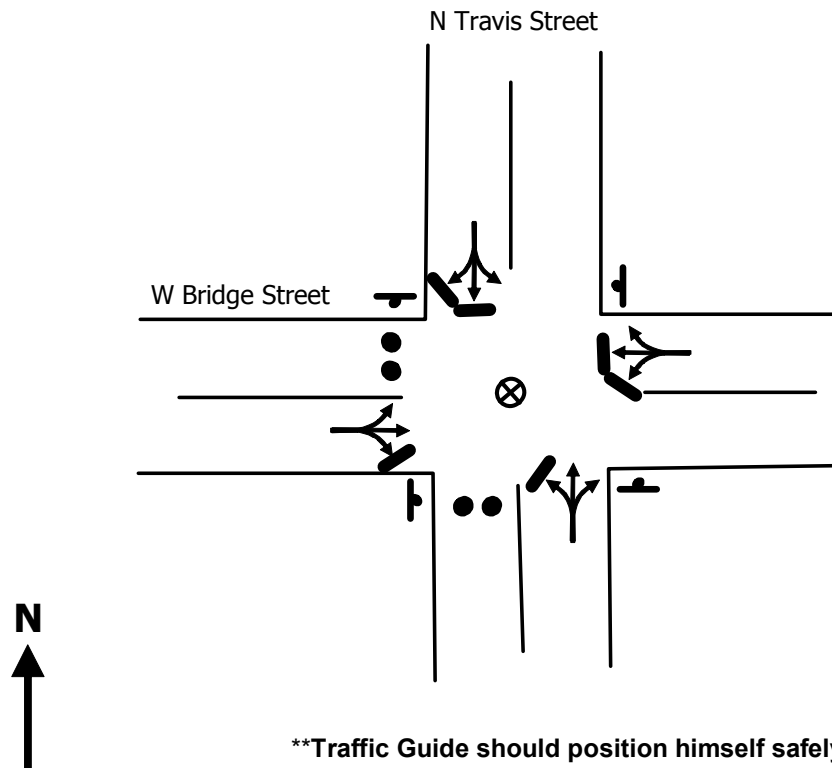 N Travis Street
W Bridge Street
N
**Traffic Guide should position himself safely